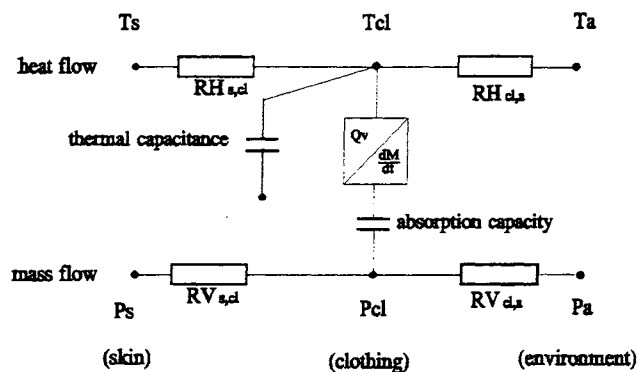 Ts Tcl Ta
heat flow
RH s,cl RH cl,a
thermal capacitance
Qv
dM
dt
absorption capacity
mass flow
RV s,cl RV cl,a
Ps Pcl Pa
(skin) (clothing) (environment)